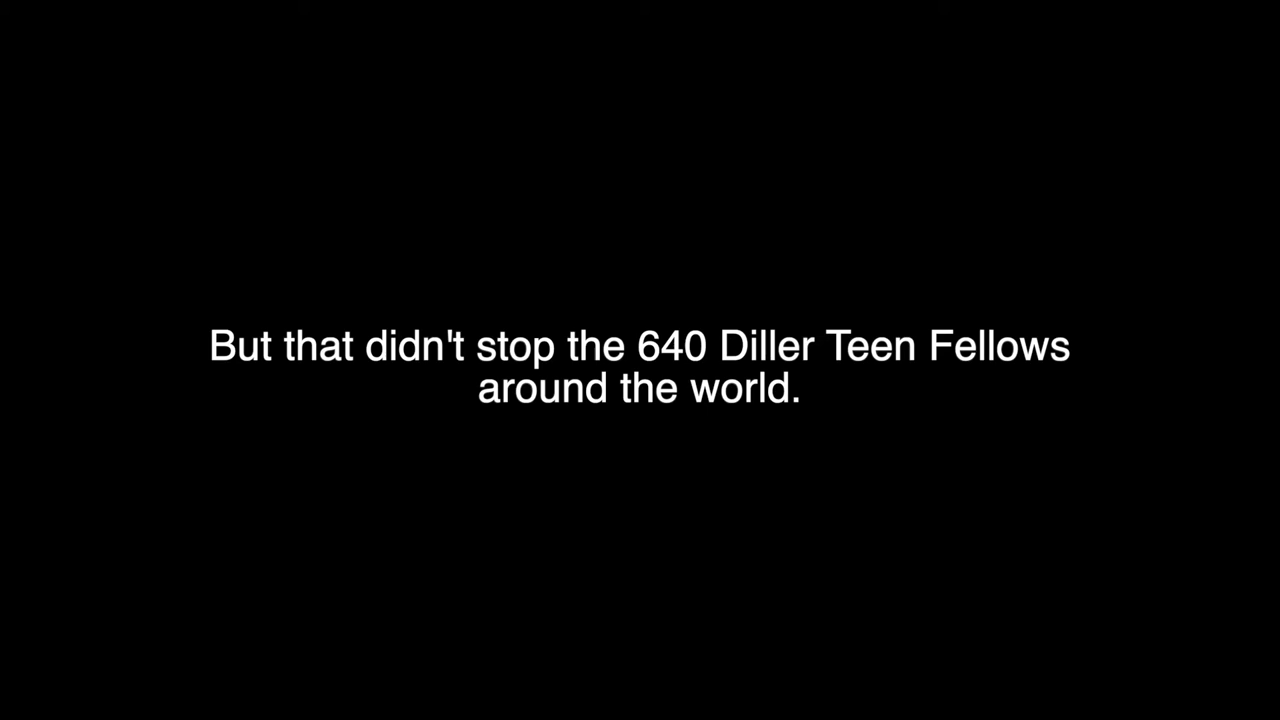 But that didn't stop the 640 Diller Teen Fellows
around the world.